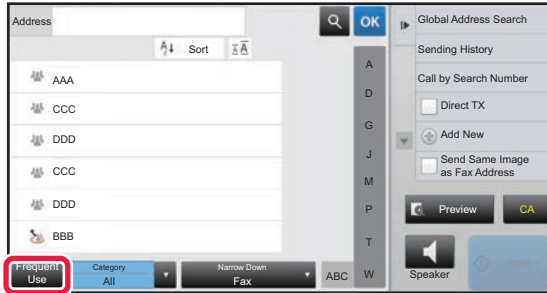 Address
OK
Sort
AAA
CCC
DDD
CCC
DDD
BBB
A
D
G
J
M
P
T
W
Frequent
Use
Category
All
Narrow Down
Fax
ABC
Global Address Search
Sending History
Call by Search Number
Direct TX
Add New
Send Same Image
as Fax Address
Preview
CA
Speaker
Start